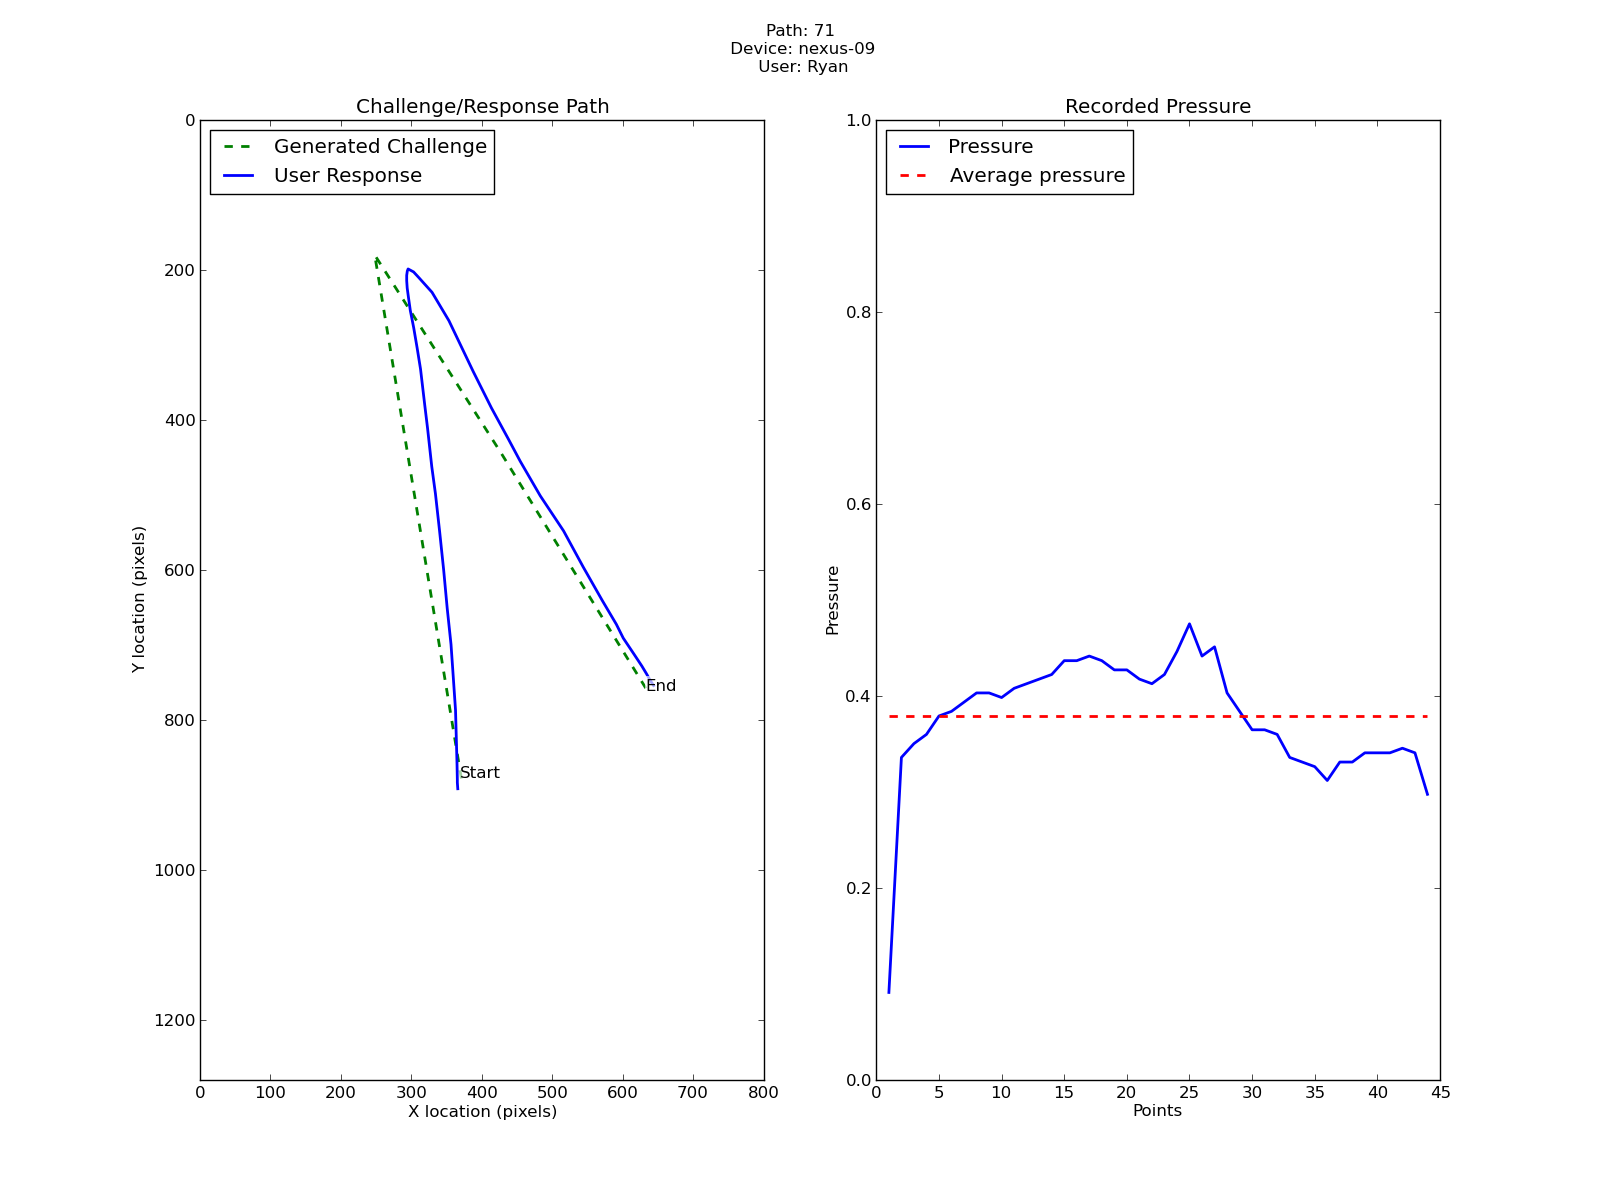 Path: 71
Device: nexus-09
User: Ryan
Challenge/Response Path
Generated Challenge
User Response
0
200
400
600
800
1000
1200
Y location (pixels)
Start
End
0 100 200 300 400 500 600 700 800
X location (pixels)
Recorded Pressure
Pressure
Average pressure
1.0
0.8
0.6
0.4
0.2
0.0
Pressure
0 5 10 15 20 25 30 35 40 45
Points